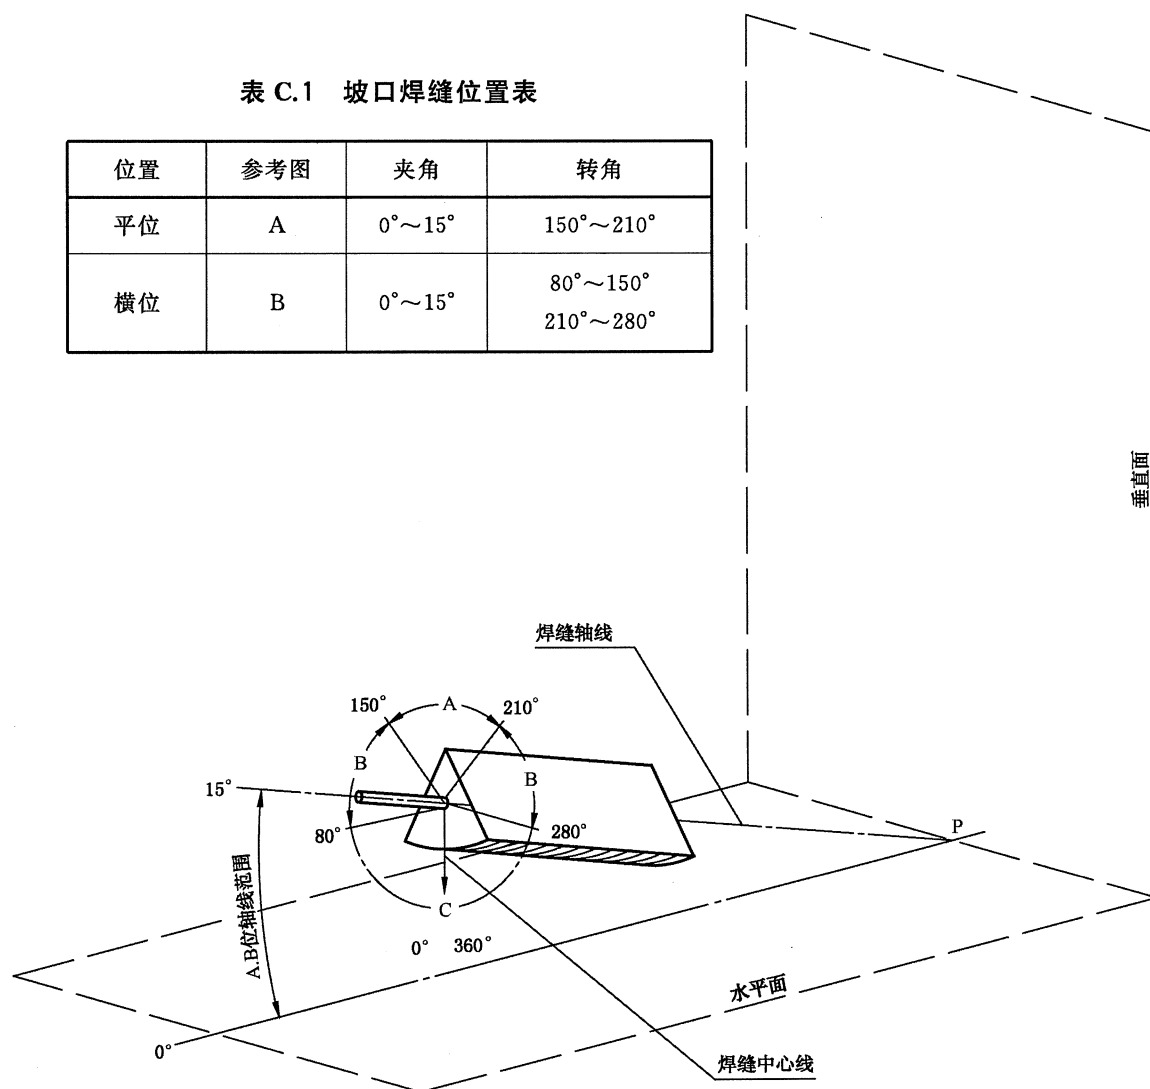 表 C.1 坡口焊缝位置表
位置 参考图 夹角 转角
平位 A 0°~15° 150°~210°
横位 B 0°~15° 80°~150°
210°~280°
垂直面
焊缝轴线
150° A 210°
B B
15°
80° 280°
P
C
0° 360°
A.B位轴线范围
水平面
0°
焊缝中心线